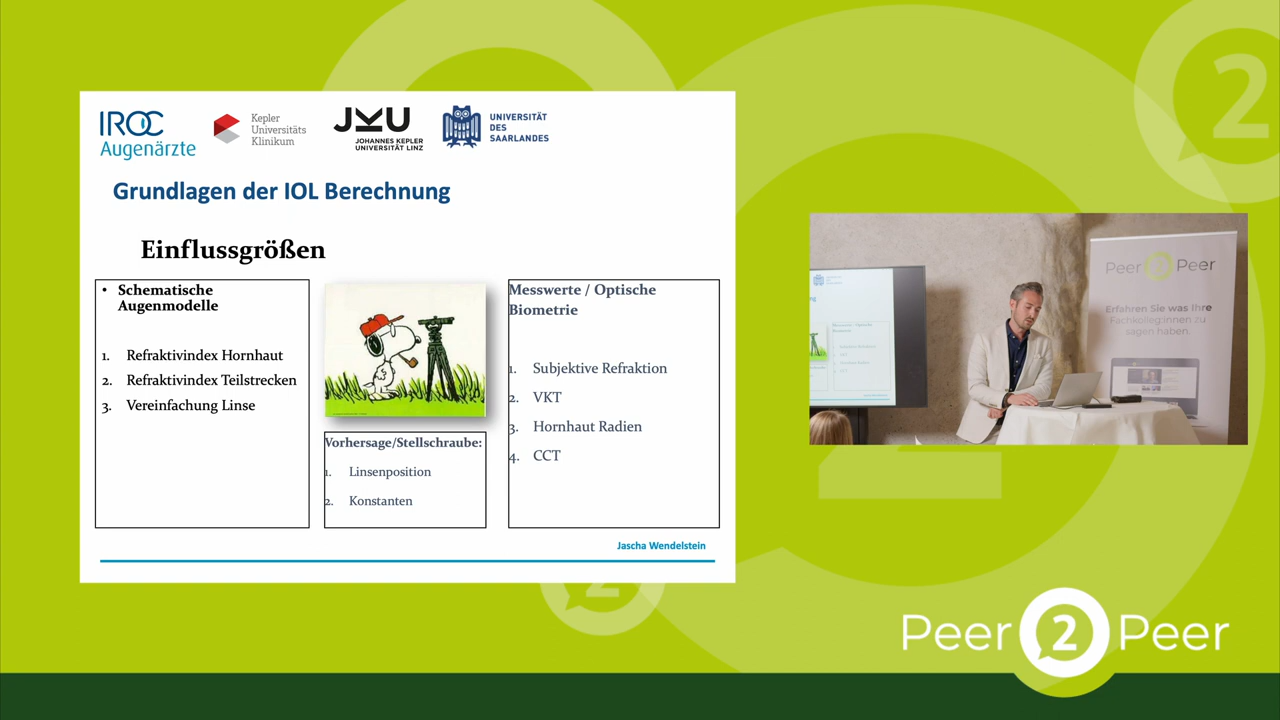 IROC
Augenärzte
Kepler
Universitäts
Klinikum
JKU
JOHANNES KEPLER
UNIVERSITÄT LINZ
UNIVERSITÄT
DES
SAARLANDES
Grundlagen der IOL Berechnung
Einflussgrößen
• Schematische
Augenmodelle
1. Refraktivindex Hornhaut
2. Refraktivindex Teilstrecken
3. Vereinfachung Linse
Vorhersage/Stellschraube:
1. Linsenposition
2. Konstanten
Messwerte / Optische
Biometrie
1. Subjektive Refraktion
2. VKT
3. Hornhaut Radien
4. CCT
Jascha Wendelstein
2
Peer 2 Peer
Erfahren Sie was Ihre
Fachkolleg:innen zu
sagen haben.
2
Peer 2 Peer